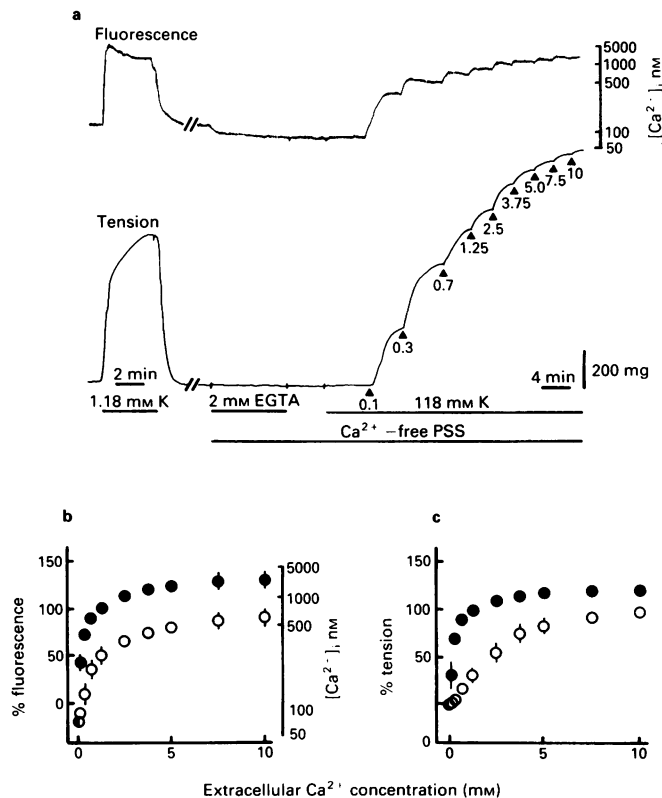 a
Fluorescence
5000
1000
500
100
50
[Ca2+], nM
Tension
10
7.5
5.0
3.75
2.5
1.25
0.7
0.3
0.1
2 min
4 min
200 mg
1.18 mM K
2 mM EGTA
118 mM K
Ca2+ –free PSS
b
c
150
100
50
0
% fluorescence
5000
1000
500
100
50
[Ca2+], nM
0
5
10
150
100
50
0
0
% tension
0
5
10
Extracellular Ca2+ concentration (mM)